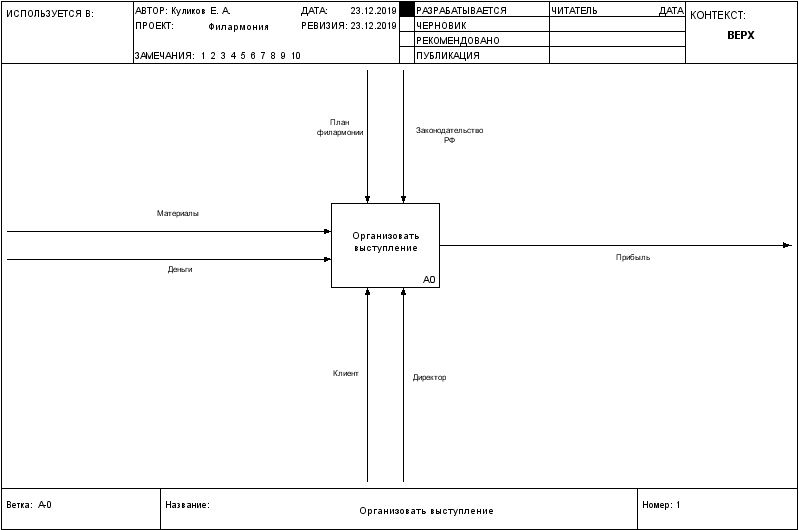 ИСПОЛЬЗУЕТСЯ В:
АВТОР: Куликов Е. А.
ДАТА: 23.12.2019
ПРОЕКТ: Филармония
РЕВИЗИЯ: 23.12.2019
ЗАМЕЧАНИЯ: 1 2 3 4 5 6 7 8 9 10
РАЗРАБАТЫВАЕТСЯ
ЧЕРНОВИК
РЕКОМЕНДОВАНО
ПУБЛИКАЦИЯ
ЧИТАТЕЛЬ ДАТА
КОНТЕКСТ:
ВЕРХ
План
филармонии
Законодательство
РФ
Материалы
Деньги
Организовать
выступление
A0
Прибыль
Клиент
Директор
Ветка: A-0
Название:
Организовать выступление
Номер: 1